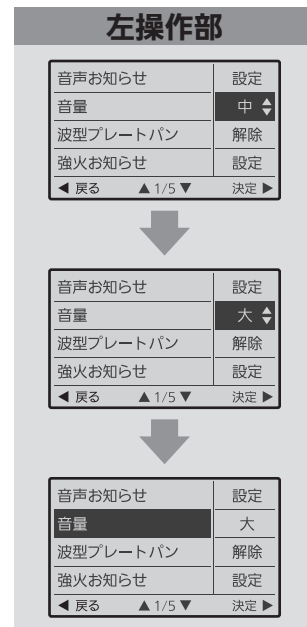 左操作部
音声お知らせ 設定
音量 中
波型プレートパン 解除
強火お知らせ 設定
◀ 戻る ▲ 1/5 ▼ 決定 ▶
音声お知らせ 設定
音量 大
波型プレートパン 解除
強火お知らせ 設定
◀ 戻る ▲ 1/5 ▼ 決定 ▶
音声お知らせ 設定
音量 大
波型プレートパン 解除
強火お知らせ 設定
◀ 戻る ▲ 1/5 ▼ 決定 ▶